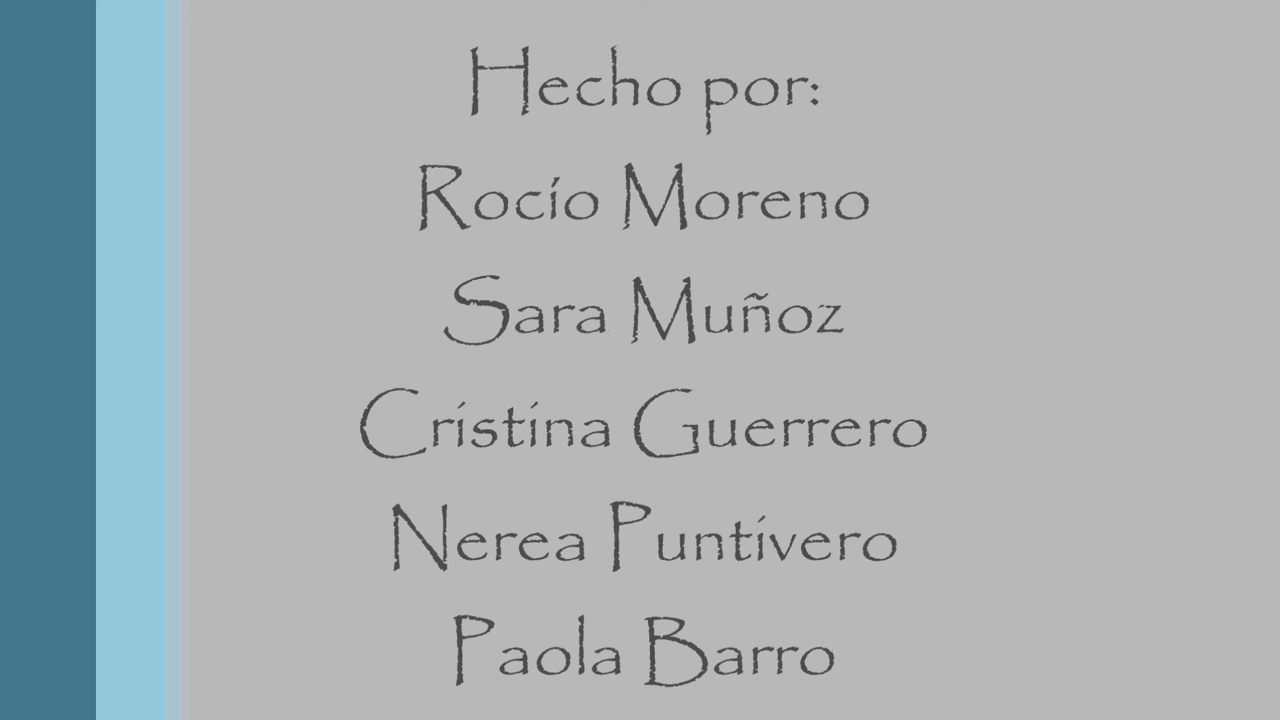 Hecho por:
Rocío Moreno
Sara Muñoz
Cristina Guerrero
Nerea Puntivero
Paola Barro